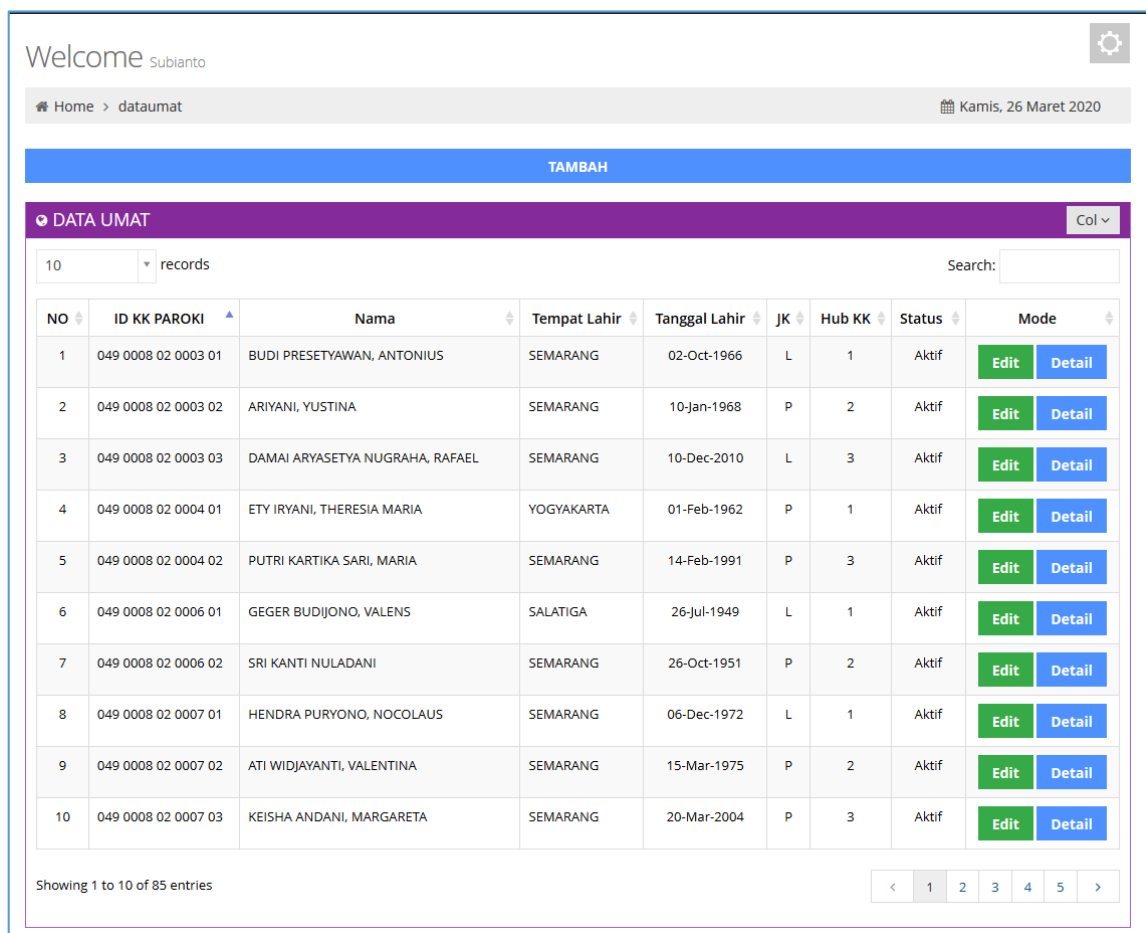 Welcome Subianto
Home > dataumat Kamis, 26 Maret 2020
TAMBAH
DATA UMAT Col
10 records Search:
NO ID KK PAROKI Nama Tempat Lahir Tanggal Lahir JK Hub KK Status Mode
1 049 0008 02 0003 01 BUDI PRESETYAWAN, ANTONIUS SEMARANG 02-Oct-1966 L 1 Aktif Edit Detail
2 049 0008 02 0003 02 ARIYANI, YUSTINA SEMARANG 10-Jan-1968 P 2 Aktif Edit Detail
3 049 0008 02 0003 03 DAMAI ARYASETYA NUGRAHA, RAFAEL SEMARANG 10-Dec-2010 L 3 Aktif Edit Detail
4 049 0008 02 0004 01 ETY IRYANI, THERESIA MARIA YOGYAKARTA 01-Feb-1962 P 1 Aktif Edit Detail
5 049 0008 02 0004 02 PUTRI KARTIKA SARI, MARIA SEMARANG 14-Feb-1991 P 3 Aktif Edit Detail
6 049 0008 02 0006 01 GEGER BUDIJONO, VALENS SALATIGA 26-Jul-1949 L 1 Aktif Edit Detail
7 049 0008 02 0006 02 SRI KANTI NULADANI SEMARANG 26-Oct-1951 P 2 Aktif Edit Detail
8 049 0008 02 0007 01 HENDRA PURYONO, NOCOLAUS SEMARANG 06-Dec-1972 L 1 Aktif Edit Detail
9 049 0008 02 0007 02 ATI WIDJAYANTI, VALENTINA SEMARANG 15-Mar-1975 P 2 Aktif Edit Detail
10 049 0008 02 0007 03 KEISHA ANDANI, MARGARETA SEMARANG 20-Mar-2004 P 3 Aktif Edit Detail
Showing 1 to 10 of 85 entries < 1 2 3 4 5 >